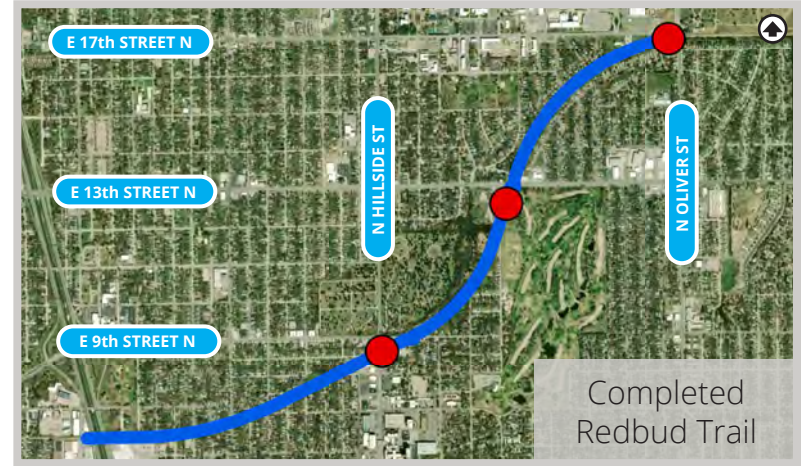 E 17th STREET N
N HILLSIDE ST
N OLIVER ST
E 13th STREET N
E 9th STREET N
Completed
Redbud Trail